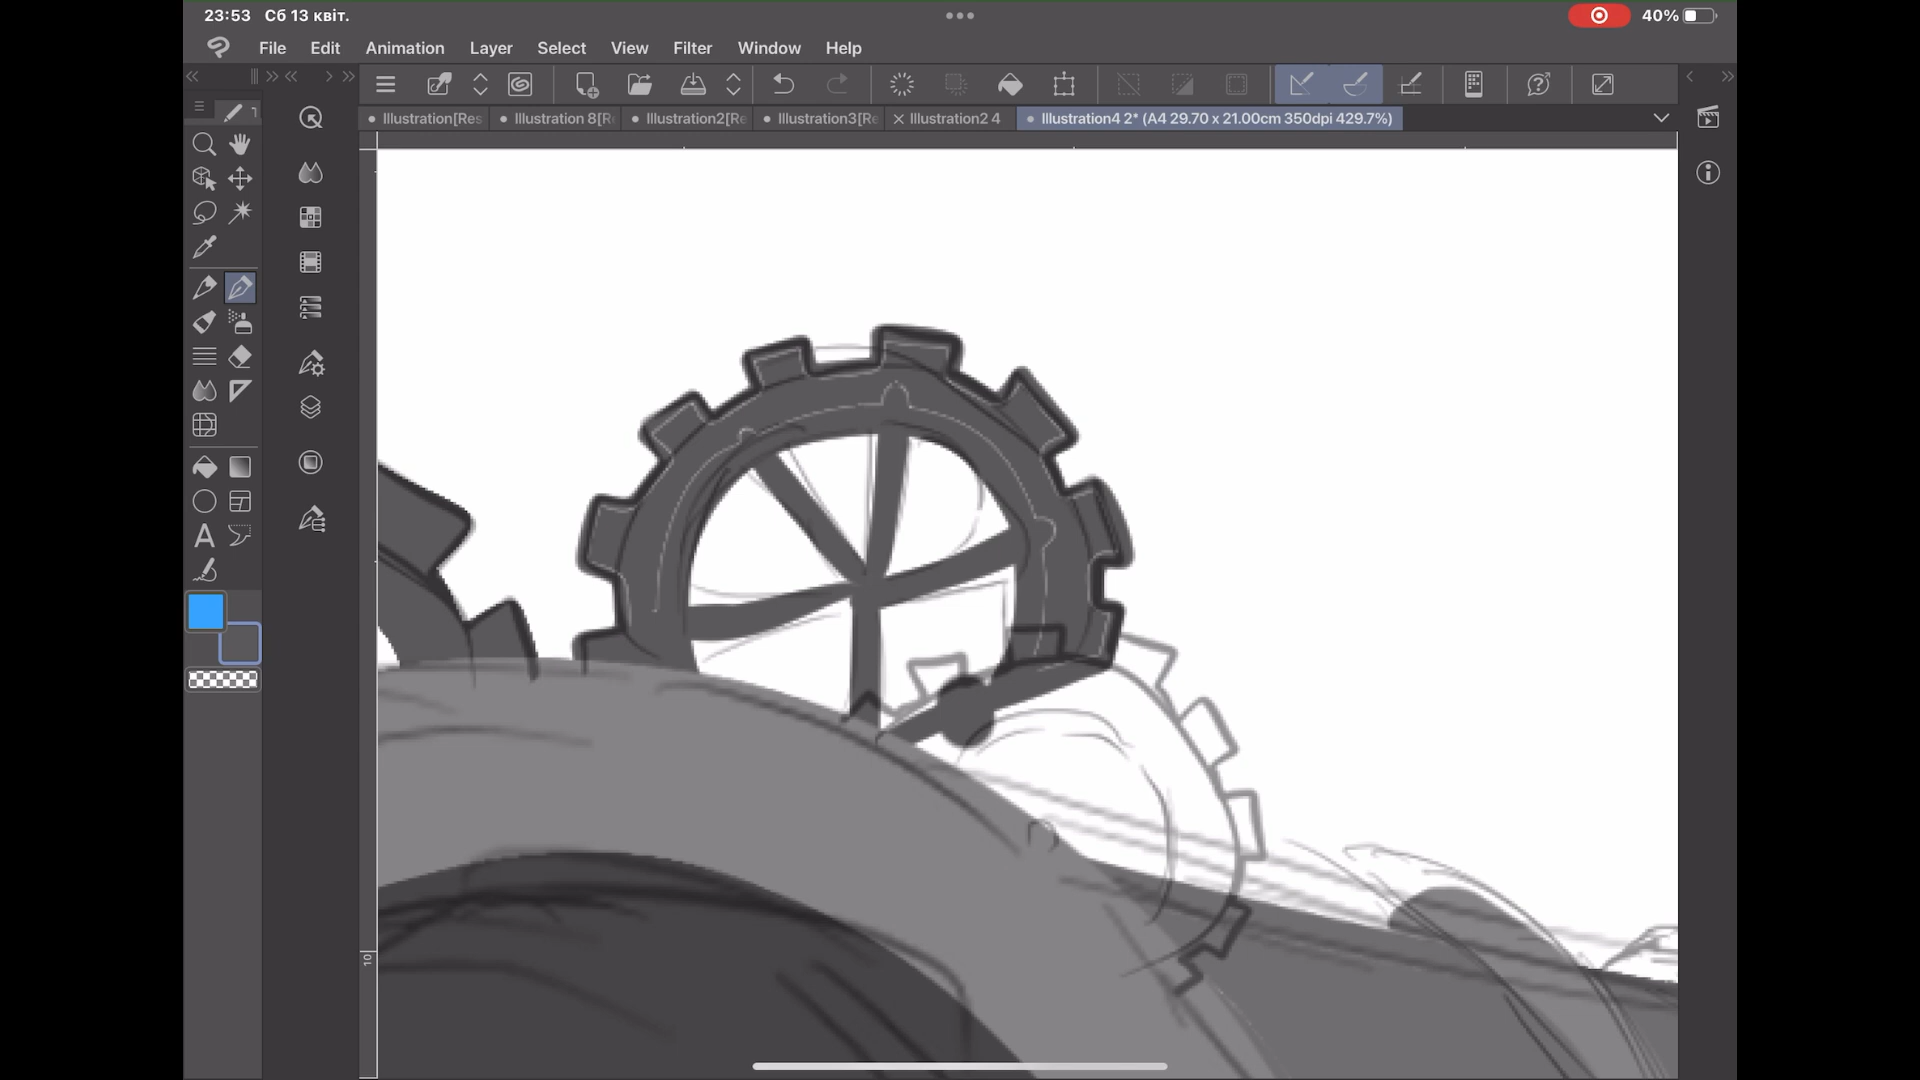 23:53 Сб 13 квіт.
40%
File Edit Animation Layer Select View Filter Window Help
Illustration[Res Illustration 8[R Illustration2[Re Illustration3[Re Illustration2 4 Illustration4 2* (A4 29.70 x 21.00cm 350dpi 429.7%)
10